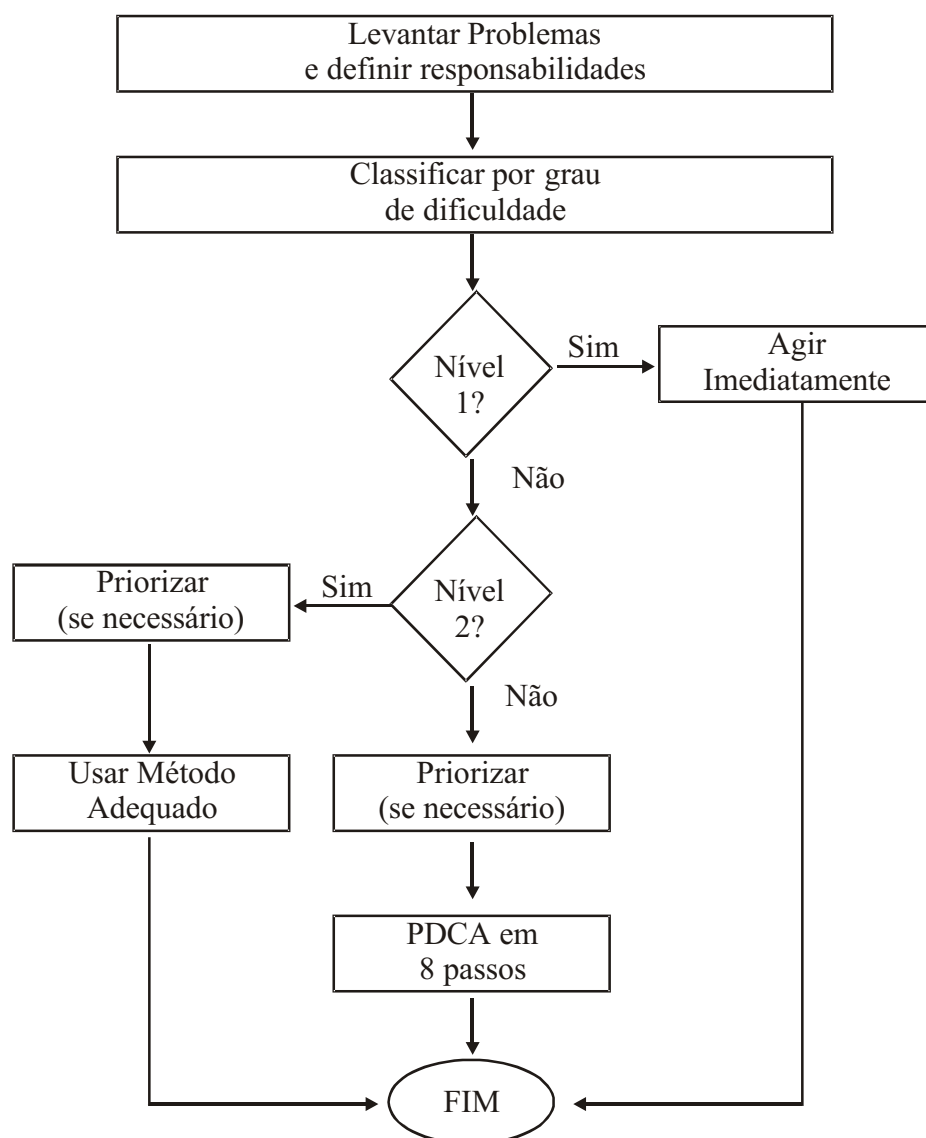 Levantar Problemas
e definir responsabilidades
Classificar por grau
de dificuldade
Nível
1?
Sim
Agir
Imediatamente
Não
Nível
2?
Sim
Priorizar
(se necessário)
Usar Método
Adequado
Não
Priorizar
(se necessário)
PDCA em
8 passos
FIM